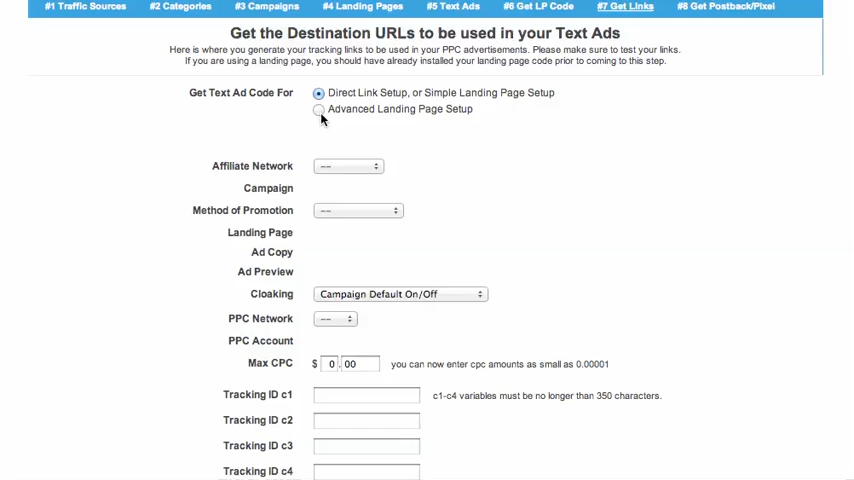 #1 Traffic Sources #2 Categories #3 Campaigns #4 Landing Pages #5 Text Ads #6 Get LP Code #7 Get Links #8 Get Postback/Pixel
Get the Destination URLs to be used in your Text Ads
Here is where you generate your tracking links to be used in your PPC advertisements. Please make sure to test your links.
If you are using a landing page, you should have already installed your landing page code prior to coming to this step.
Get Text Ad Code For Direct Link Setup, or Simple Landing Page Setup
Advanced Landing Page Setup
Affiliate Network --
Campaign
Method of Promotion --
Landing Page
Ad Copy
Ad Preview
Cloaking Campaign Default On/Off
PPC Network --
PPC Account
Max CPC $ 0 . 00 you can now enter cpc amounts as small as 0.00001
Tracking ID c1 c1-c4 variables must be no longer than 350 characters.
Tracking ID c2
Tracking ID c3
Tracking ID c4